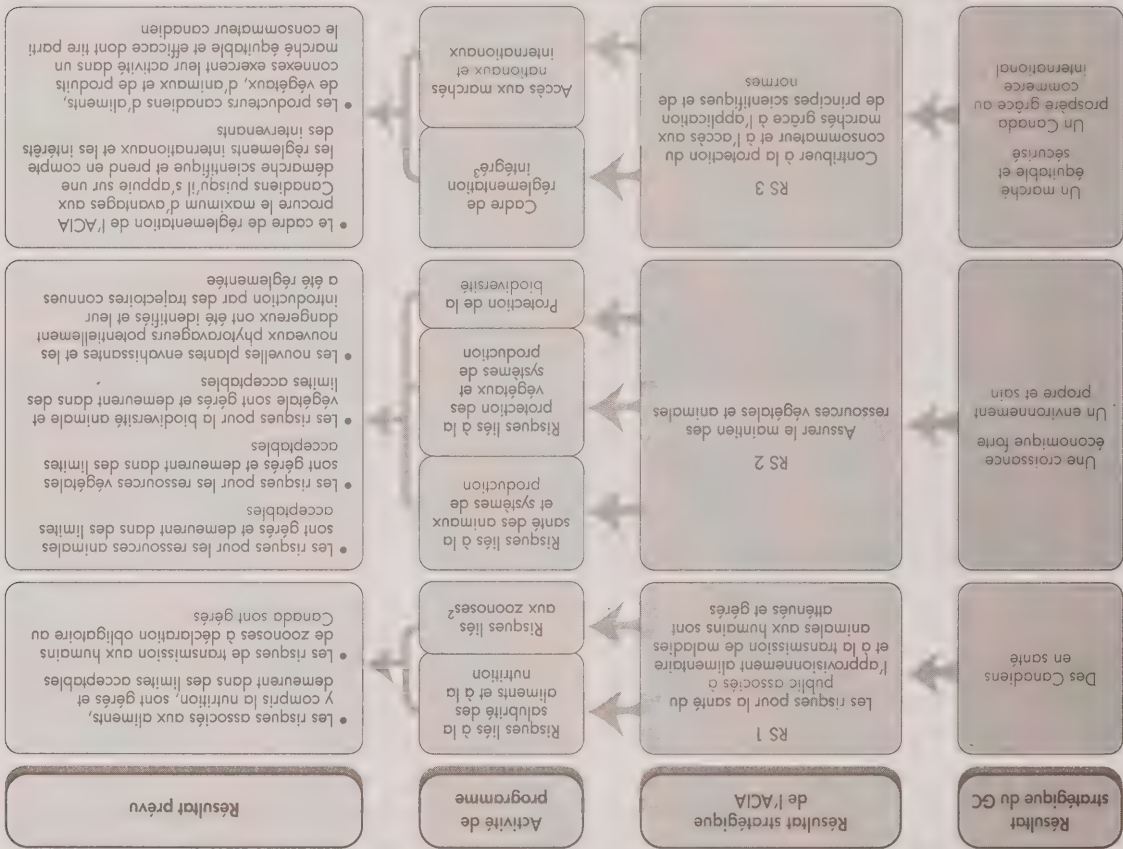 Résultat
stratégique du GC
Résultat stratégique
de l'ACIA
Activité de
programme
Résultat prévu
Des Canadiens
en santé
RS 1
Les risques pour la santé du
public associés à
l'approvisionnement alimentaire
et à la transmission de maladies
animales aux humains sont
atténués et gérés
Risques liés à la
salubrité des
aliments et à la
nutrition
Risques liés
aux zoonoses²
• Les risques associés aux aliments,
y compris la nutrition, sont gérés et
demeurent dans des limites acceptables
• Les risques de transmission aux humains
de zoonoses à déclaration obligatoire au
Canada sont gérés
Une croissance
économique forte
Un environnement
propre et sain
RS 2
Assurer le maintien des
ressources végétales et animales
Risques liés à la
santé des animaux
et systèmes de
production
Risques liés à la
protection des
végétaux et
systèmes de
production
Protection de la
biodiversité
• Les risques pour les ressources animales
sont gérés et demeurent dans des limites
acceptables
• Les risques pour les ressources végétales
sont gérés et demeurent dans des limites
acceptables
• Les risques pour la biodiversité animale et
végétale sont gérés et demeurent dans des
limites acceptables
• Les nouvelles plantes envahissantes et les
nouveaux phytoravageurs potentiellement
dangereux ont été identifiés et leur
introduction par des trajectoires connues
a été réglementée
Un marché
équitable et
sécurisé
Un Canada
prospère grâce au
commerce
international
RS 3
Contribuer à la protection du
consommateur et à l'accès aux
marchés grâce à l'application
de principes scientifiques et de
normes
Cadre de
réglementation
intégré³
Accès aux marchés
nationaux et
internationaux
• Le cadre de réglementation de l'ACIA
procure le maximum d'avantages aux
Canadiens puisqu'il s'appuie sur une
démarche scientifique et prend en compte
les règlements internationaux et les intérêts
des intervenants
• Les producteurs canadiens d'aliments,
de végétaux, d'animaux et de produits
connexes exercent leur activité dans un
marché équitable et efficace dont tire parti
le consommateur canadien